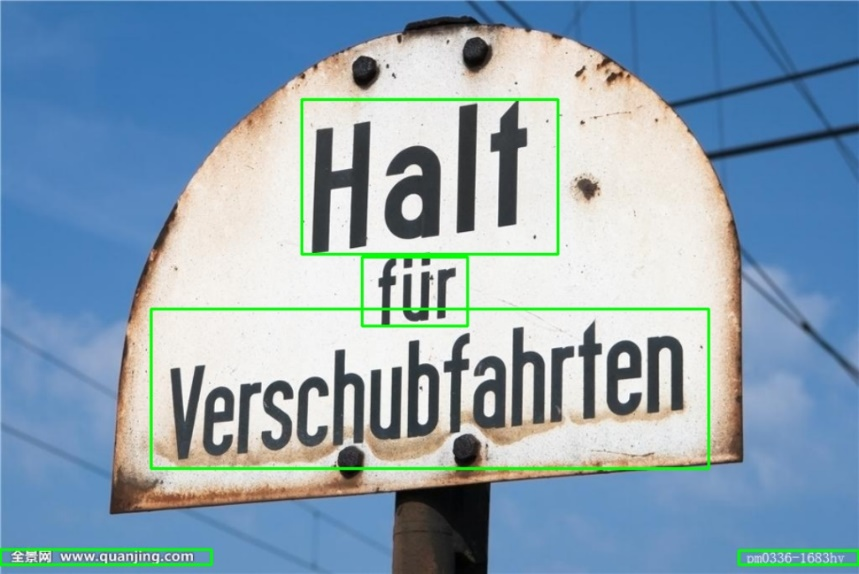 Halt
für
Verschubfahrten
全景网 www.quanjing.com
pm0336-1683hv